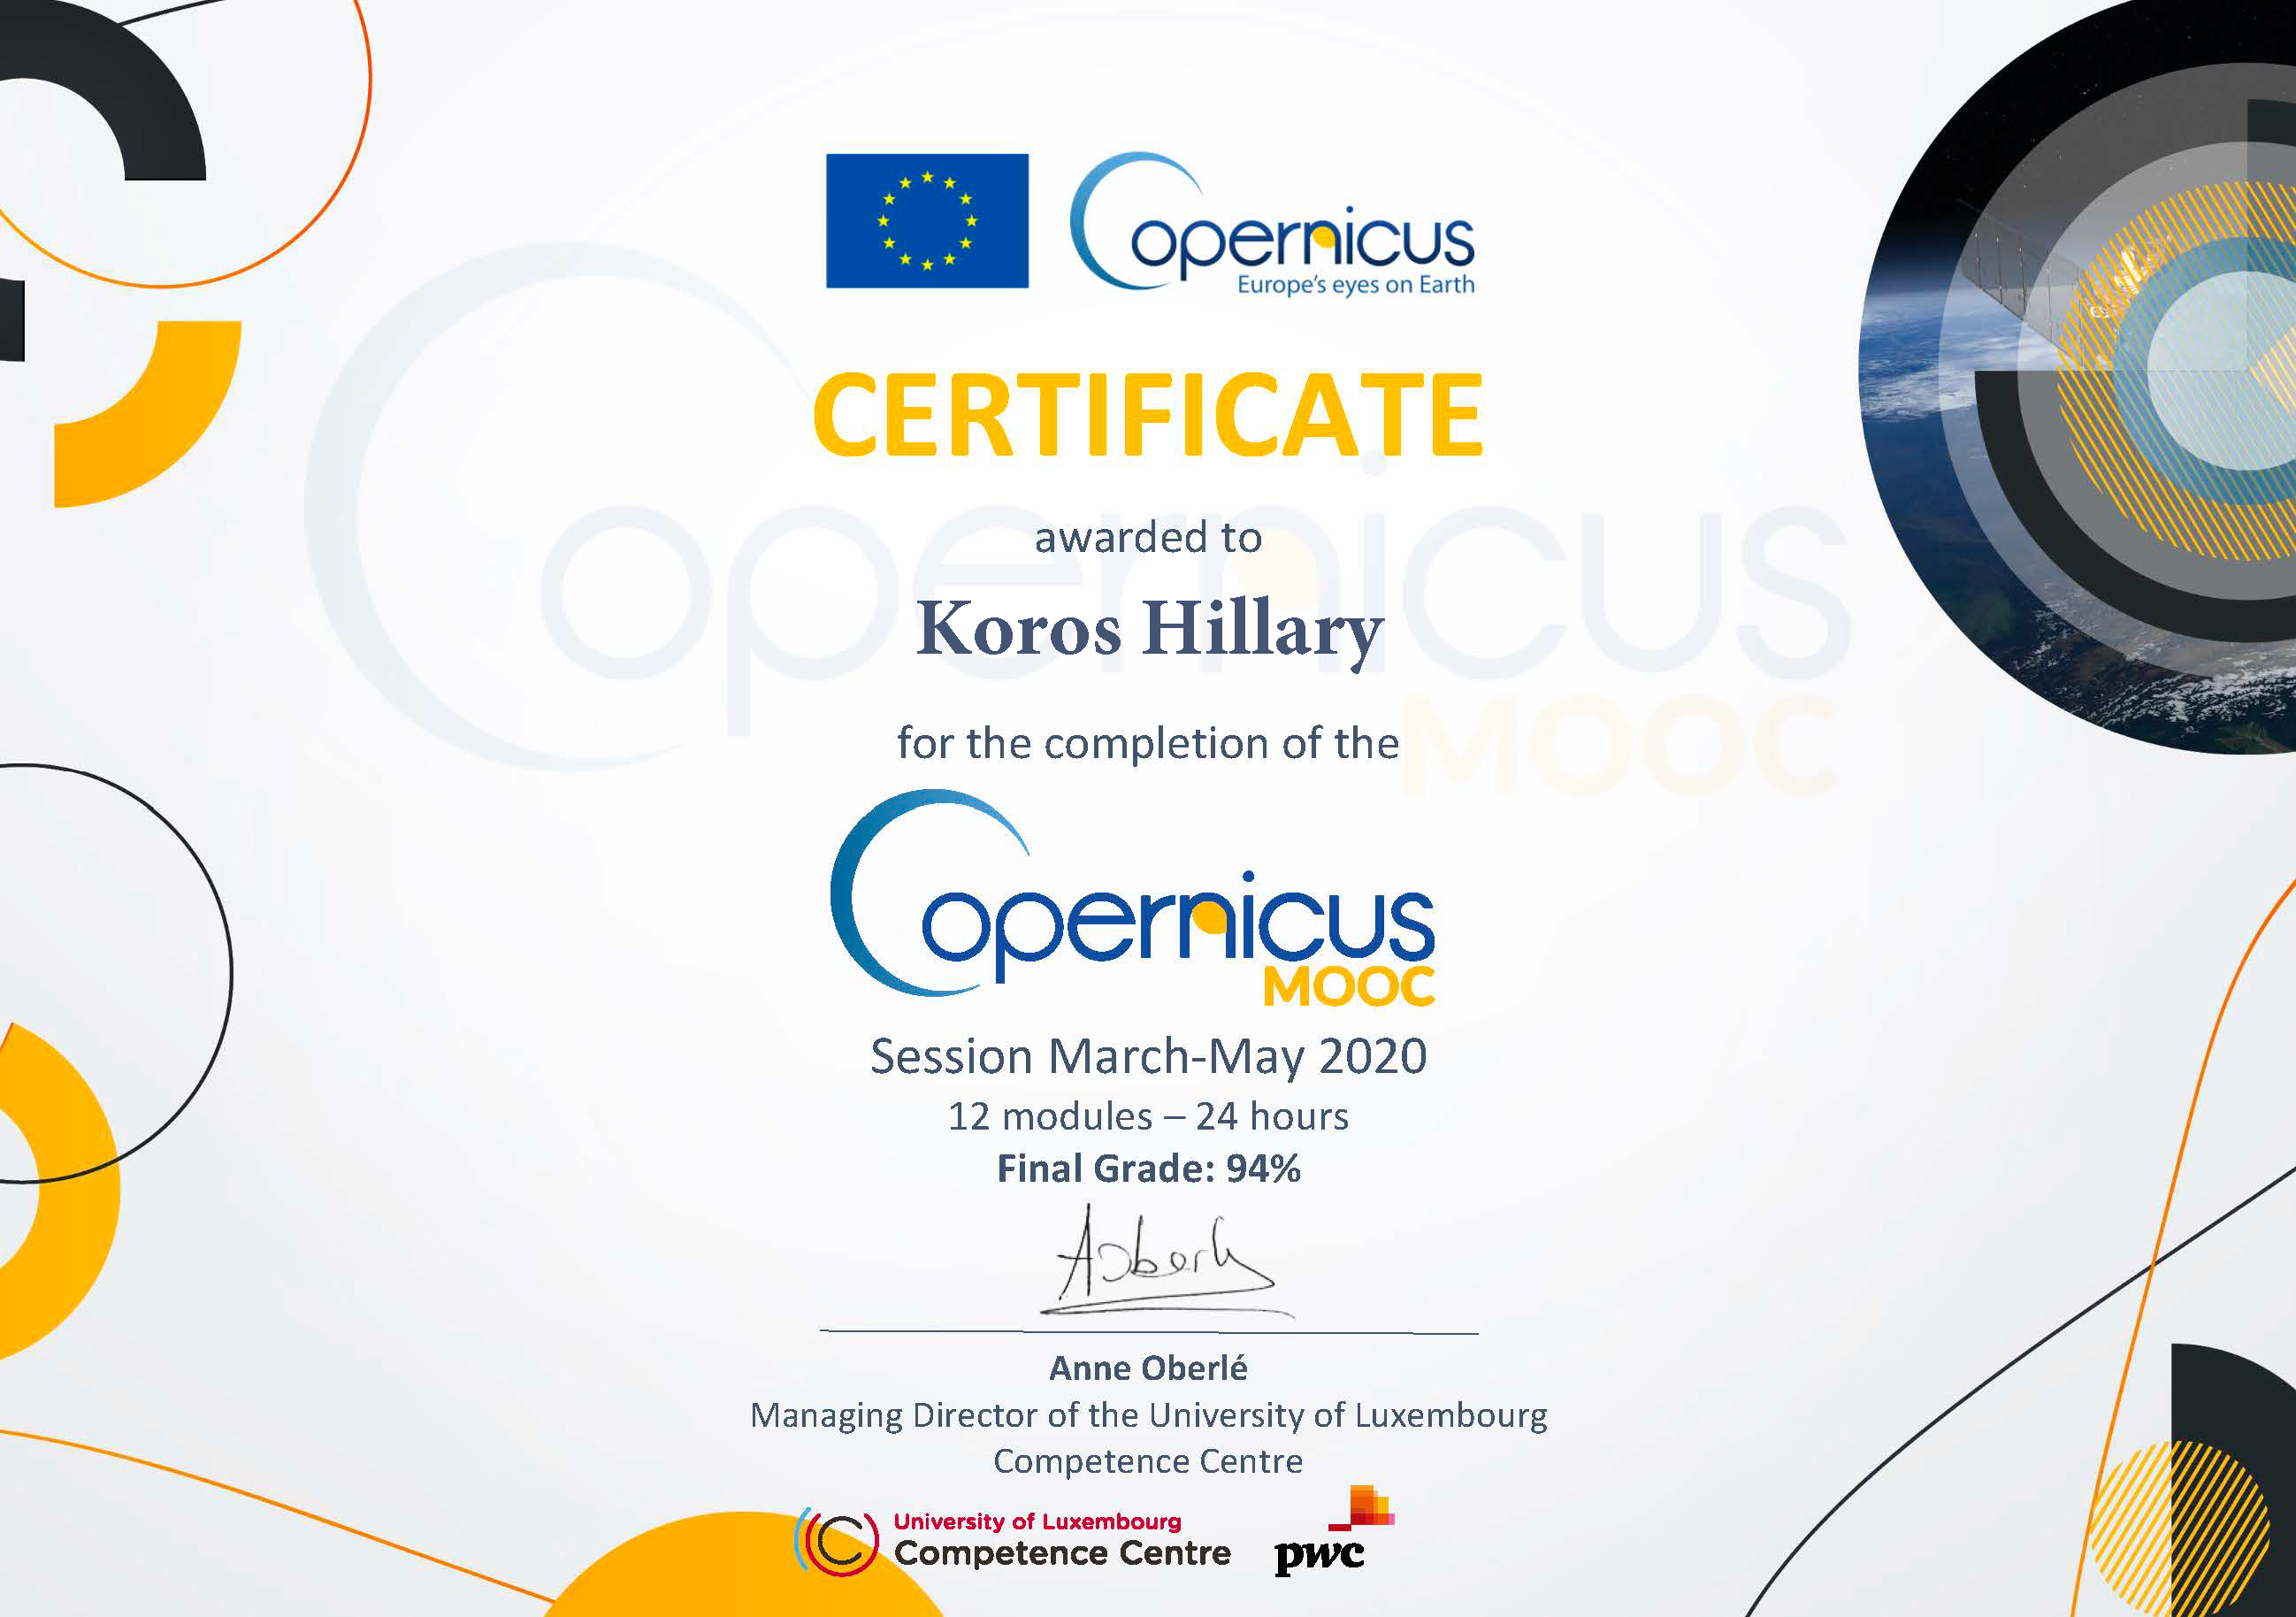 Copernicus
Europe's eyes on Earth
CERTIFICATE
awarded to
Koros Hillary
for the completion of the
Copernicus
MOOC
Session March-May 2020
12 modules – 24 hours
Final Grade: 94%
Anne Oberlé
Managing Director of the University of Luxembourg
Competence Centre
University of Luxembourg
Competence Centre
pwc
Copernicus
MOOC